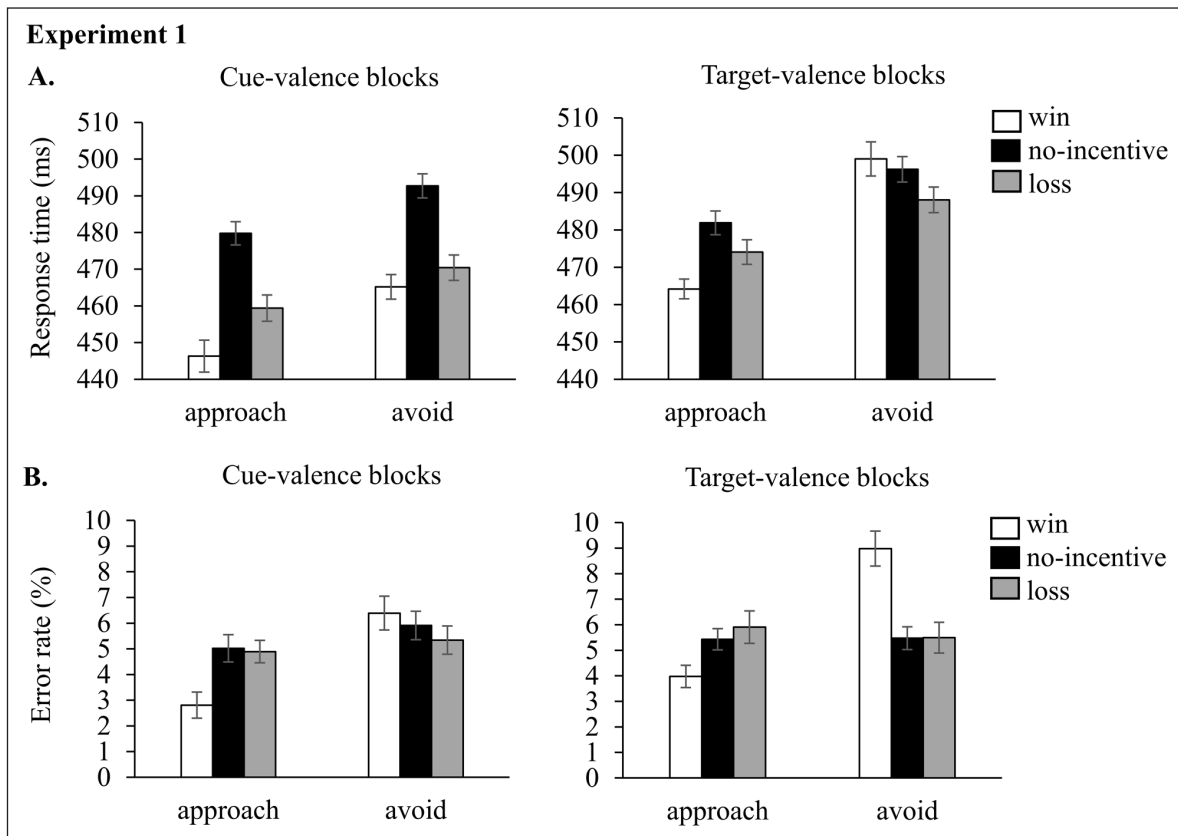 Experiment 1
A.
Cue-valence blocks
Response time (ms)
510
500
490
480
470
460
450
440
approach
avoid
Target-valence blocks
510
500
490
480
470
460
450
440
approach
avoid
win
no-incentive
loss
B.
Cue-valence blocks
Error rate (%)
10
9
8
7
6
5
4
3
2
1
0
approach
avoid
Target-valence blocks
10
9
8
7
6
5
4
3
2
1
0
approach
avoid
win
no-incentive
loss